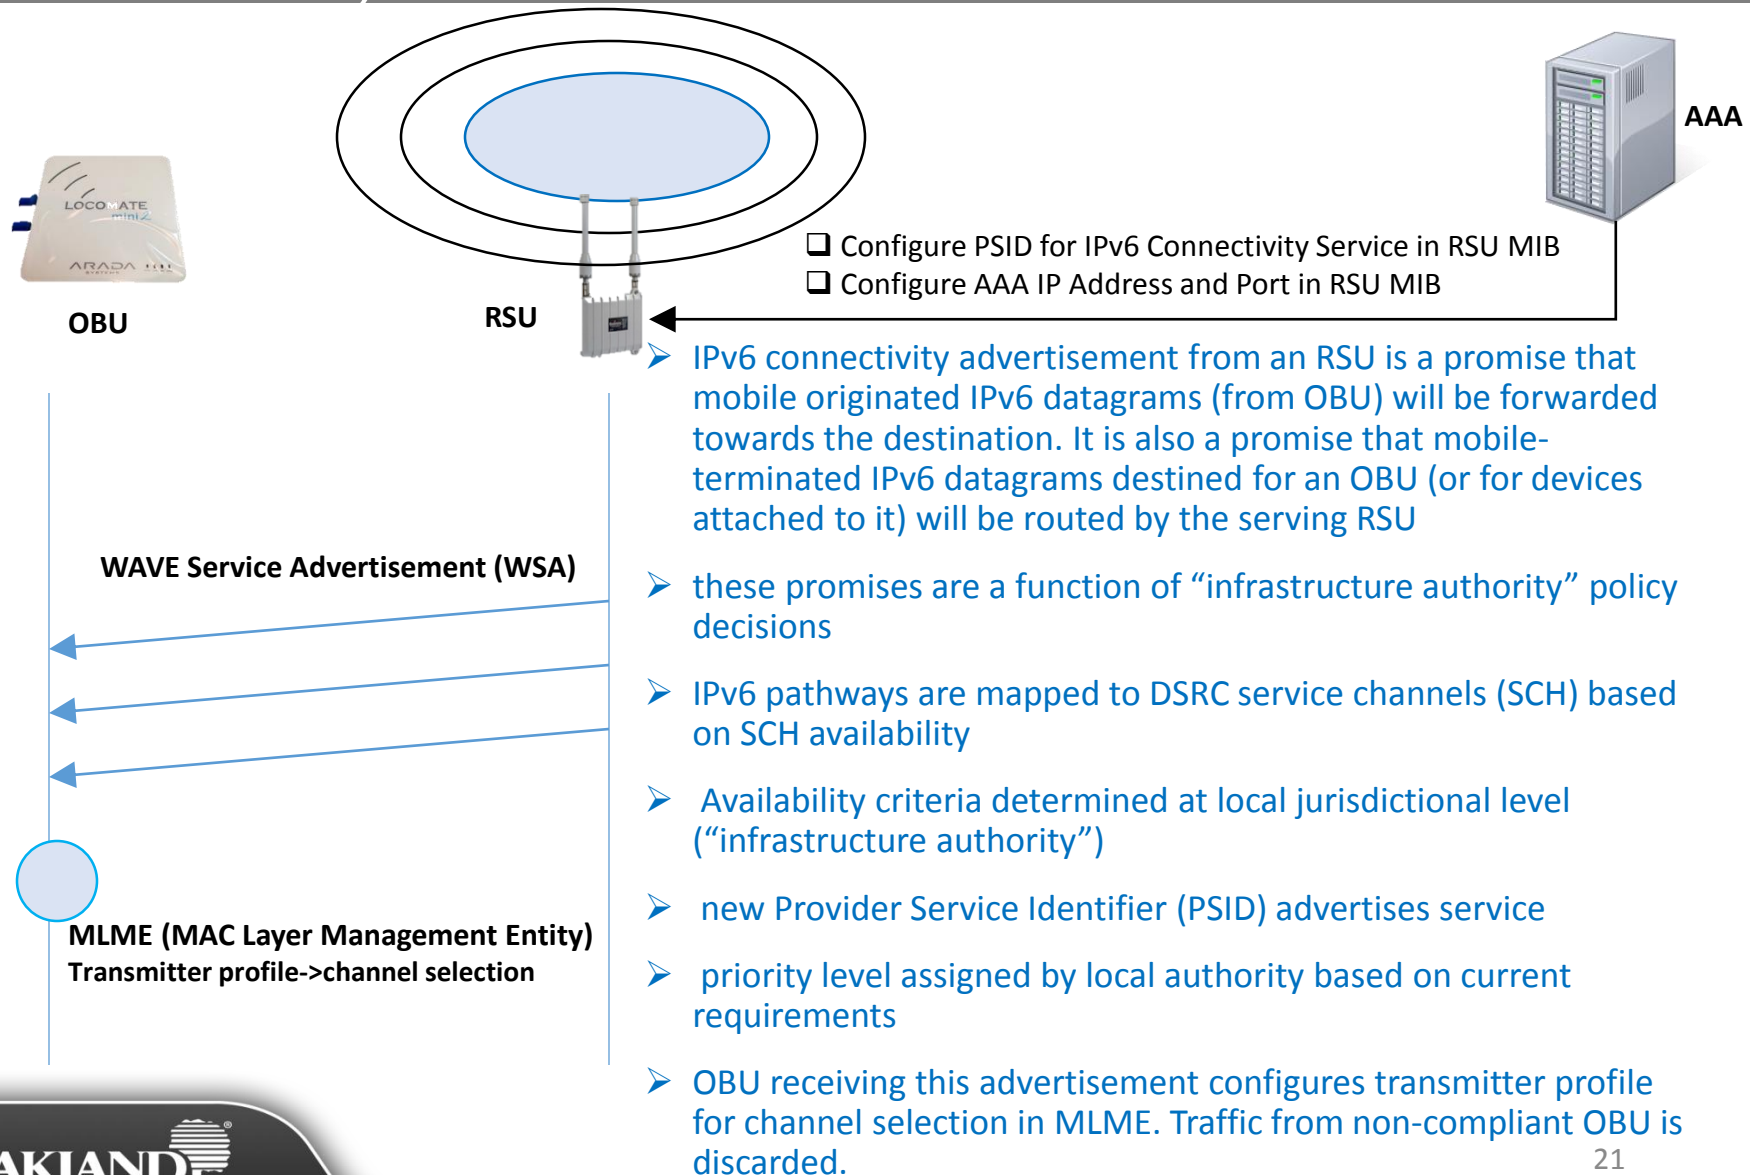 AAA
LOCOMATE
mini2
ARADA
SYSTEMS
❑ Configure PSID for IPv6 Connectivity Service in RSU MIB
❑ Configure AAA IP Address and Port in RSU MIB
OBU
RSU
➢ IPv6 connectivity advertisement from an RSU is a promise that
mobile originated IPv6 datagrams (from OBU) will be forwarded
towards the destination. It is also a promise that mobile-
terminated IPv6 datagrams destined for an OBU (or for devices
attached to it) will be routed by the serving RSU
WAVE Service Advertisement (WSA)
➢ these promises are a function of “infrastructure authority” policy
decisions
➢ IPv6 pathways are mapped to DSRC service channels (SCH) based
on SCH availability
➢ Availability criteria determined at local jurisdictional level
(“infrastructure authority”)
➢ new Provider Service Identifier (PSID) advertises service
MLME (MAC Layer Management Entity)
Transmitter profile->channel selection
➢ priority level assigned by local authority based on current
requirements
➢ OBU receiving this advertisement configures transmitter profile
for channel selection in MLME. Traffic from non-compliant OBU is
discarded.
21